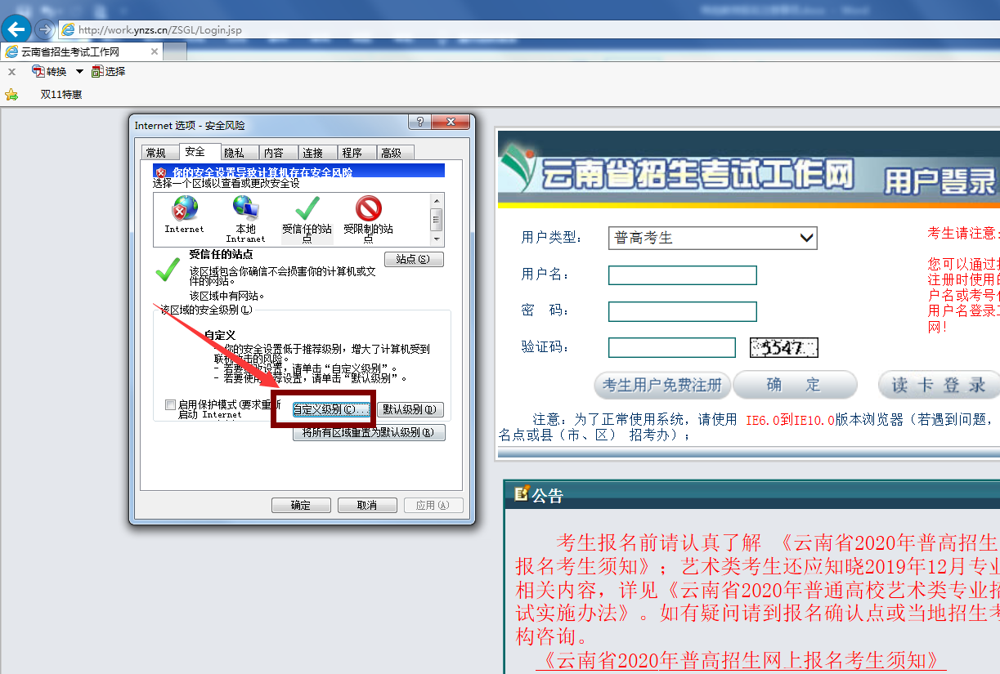 http://work.ynzs.cn/ZSGL/Login.jsp
云南省招生考试工作网
转换
选择
双11特惠
Internet 选项 - 安全风险
常规 安全 隐私 内容 连接 程序 高级
你的安全设置导致计算机存在安全风险
选择一个区域以查看或更改安全设
Internet
本地
Intranet
受信任的站
点
受限制的站
点
受信任的站点
站点(S)
该区域包含你确信不会损害你的计算机或文
件的网站。
该区域中有网站。
该区域的安全级别(L)
自定义
你的安全设置低于推荐级别，增大了计算机受到
联机攻击的风险。
- 若要更改设置，请单击“自定义级别”。
- 若要使用推荐设置，请单击“默认级别”。
启用保护模式(要求重新
启动 Internet
自定义级别(C)...
默认级别(D)
将所有区域重置为默认级别(R)
确定
取消
应用(A)
云南省招生考试工作网 用户登录
用户类型：
普高考生
用户名：
密 码：
验证码：
5547
考生请注意：
您可以通过
注册时使用的
户名或考号
用户名登录
网！
考生用户免费注册
确 定
读 卡 登 录
注意：为了正常使用系统，请使用 IE6.0到IE10.0版本浏览器（若遇到问题，
名点或县（市、区） 招考办）；
公告
考生报名前请认真了解 《云南省2020年普高招生
报名考生须知》；艺术类考生还应知晓2019年12月专业
相关内容，详见《云南省2020年普通高校艺术类专业招
试实施办法》。如有疑问请到报名确认点或当地招生考
构咨询。
《云南省2020年普高招生网上报名考生须知》